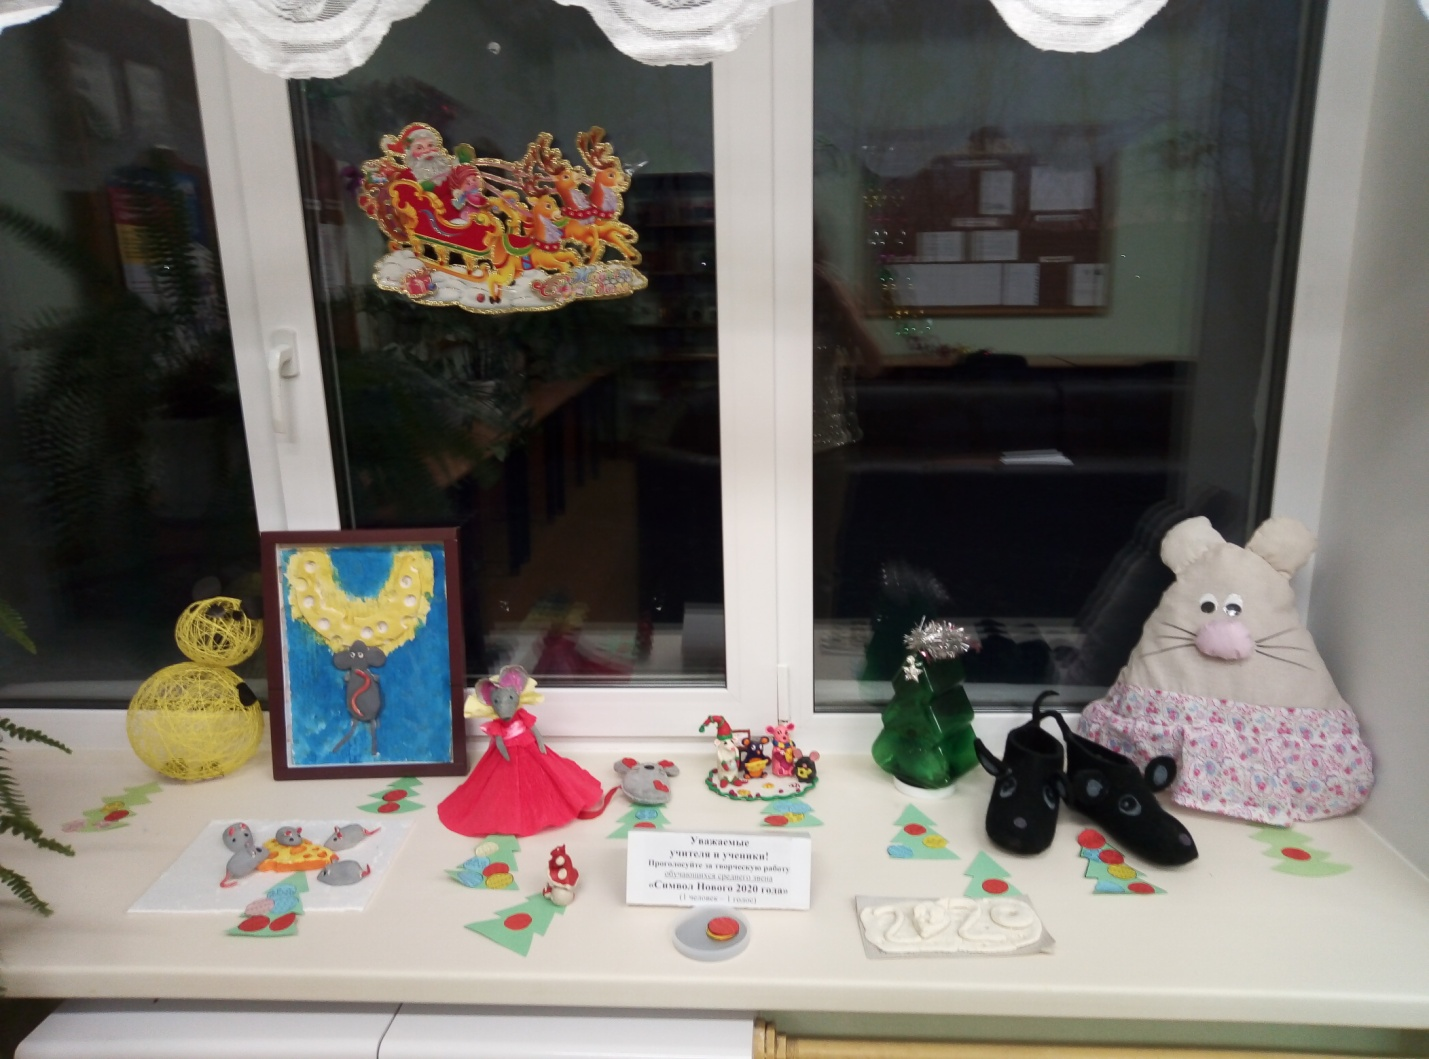 Уважаемые
учителя и ученики!
Проголосуйте за творческую работу
обучающихся среднего звена
«Символ Нового 2020 года»
(1 человек – 1 голос)
2020